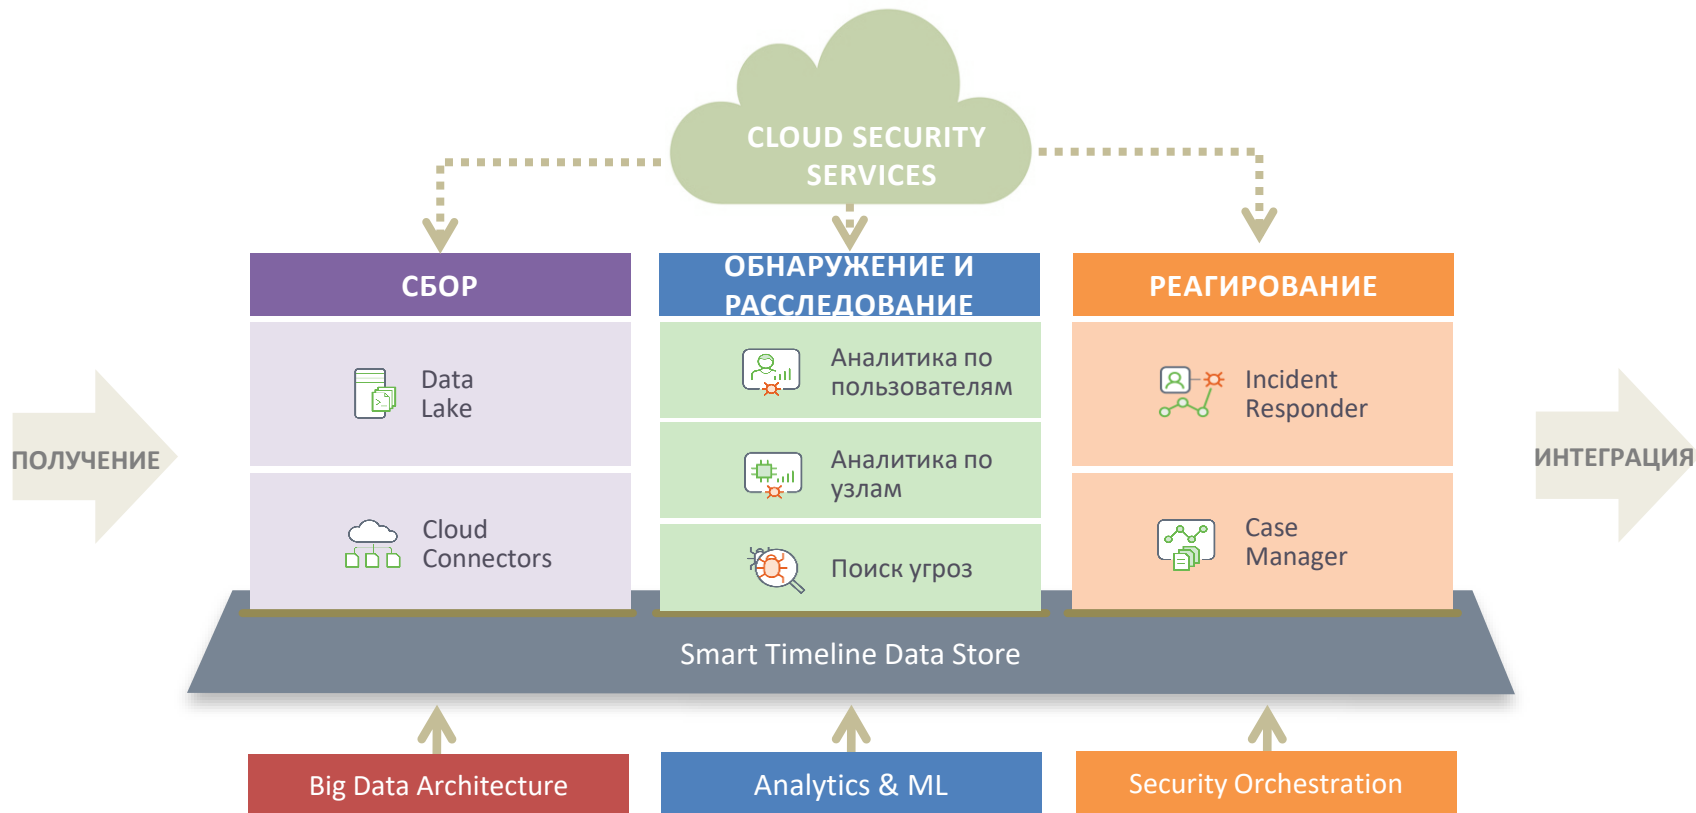 CLOUD SECURITY
SERVICES
СБОР
ОБНАРУЖЕНИЕ И
РАССЛЕДОВАНИЕ
РЕАГИРОВАНИЕ
ПОЛУЧЕНИЕ
Data
Lake
Cloud
Connectors
Аналитика по
пользователям
Аналитика по
узлам
Поиск угроз
Incident
Responder
Case
Manager
ИНТЕГРАЦИЯ
Smart Timeline Data Store
Big Data Architecture
Analytics & ML
Security Orchestration